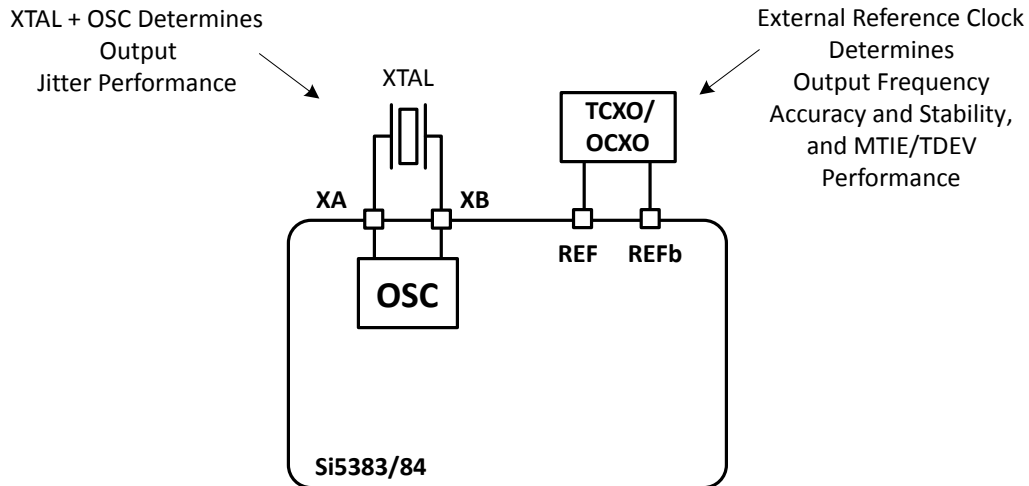 XTAL + OSC Determines
Output
Jitter Performance
External Reference Clock
Determines
Output Frequency
Accuracy and Stability,
and MTIE/TDEV
Performance
XTAL
TCXO/
OCXO
XA
XB
REF
REFb
OSC
Si5383/84